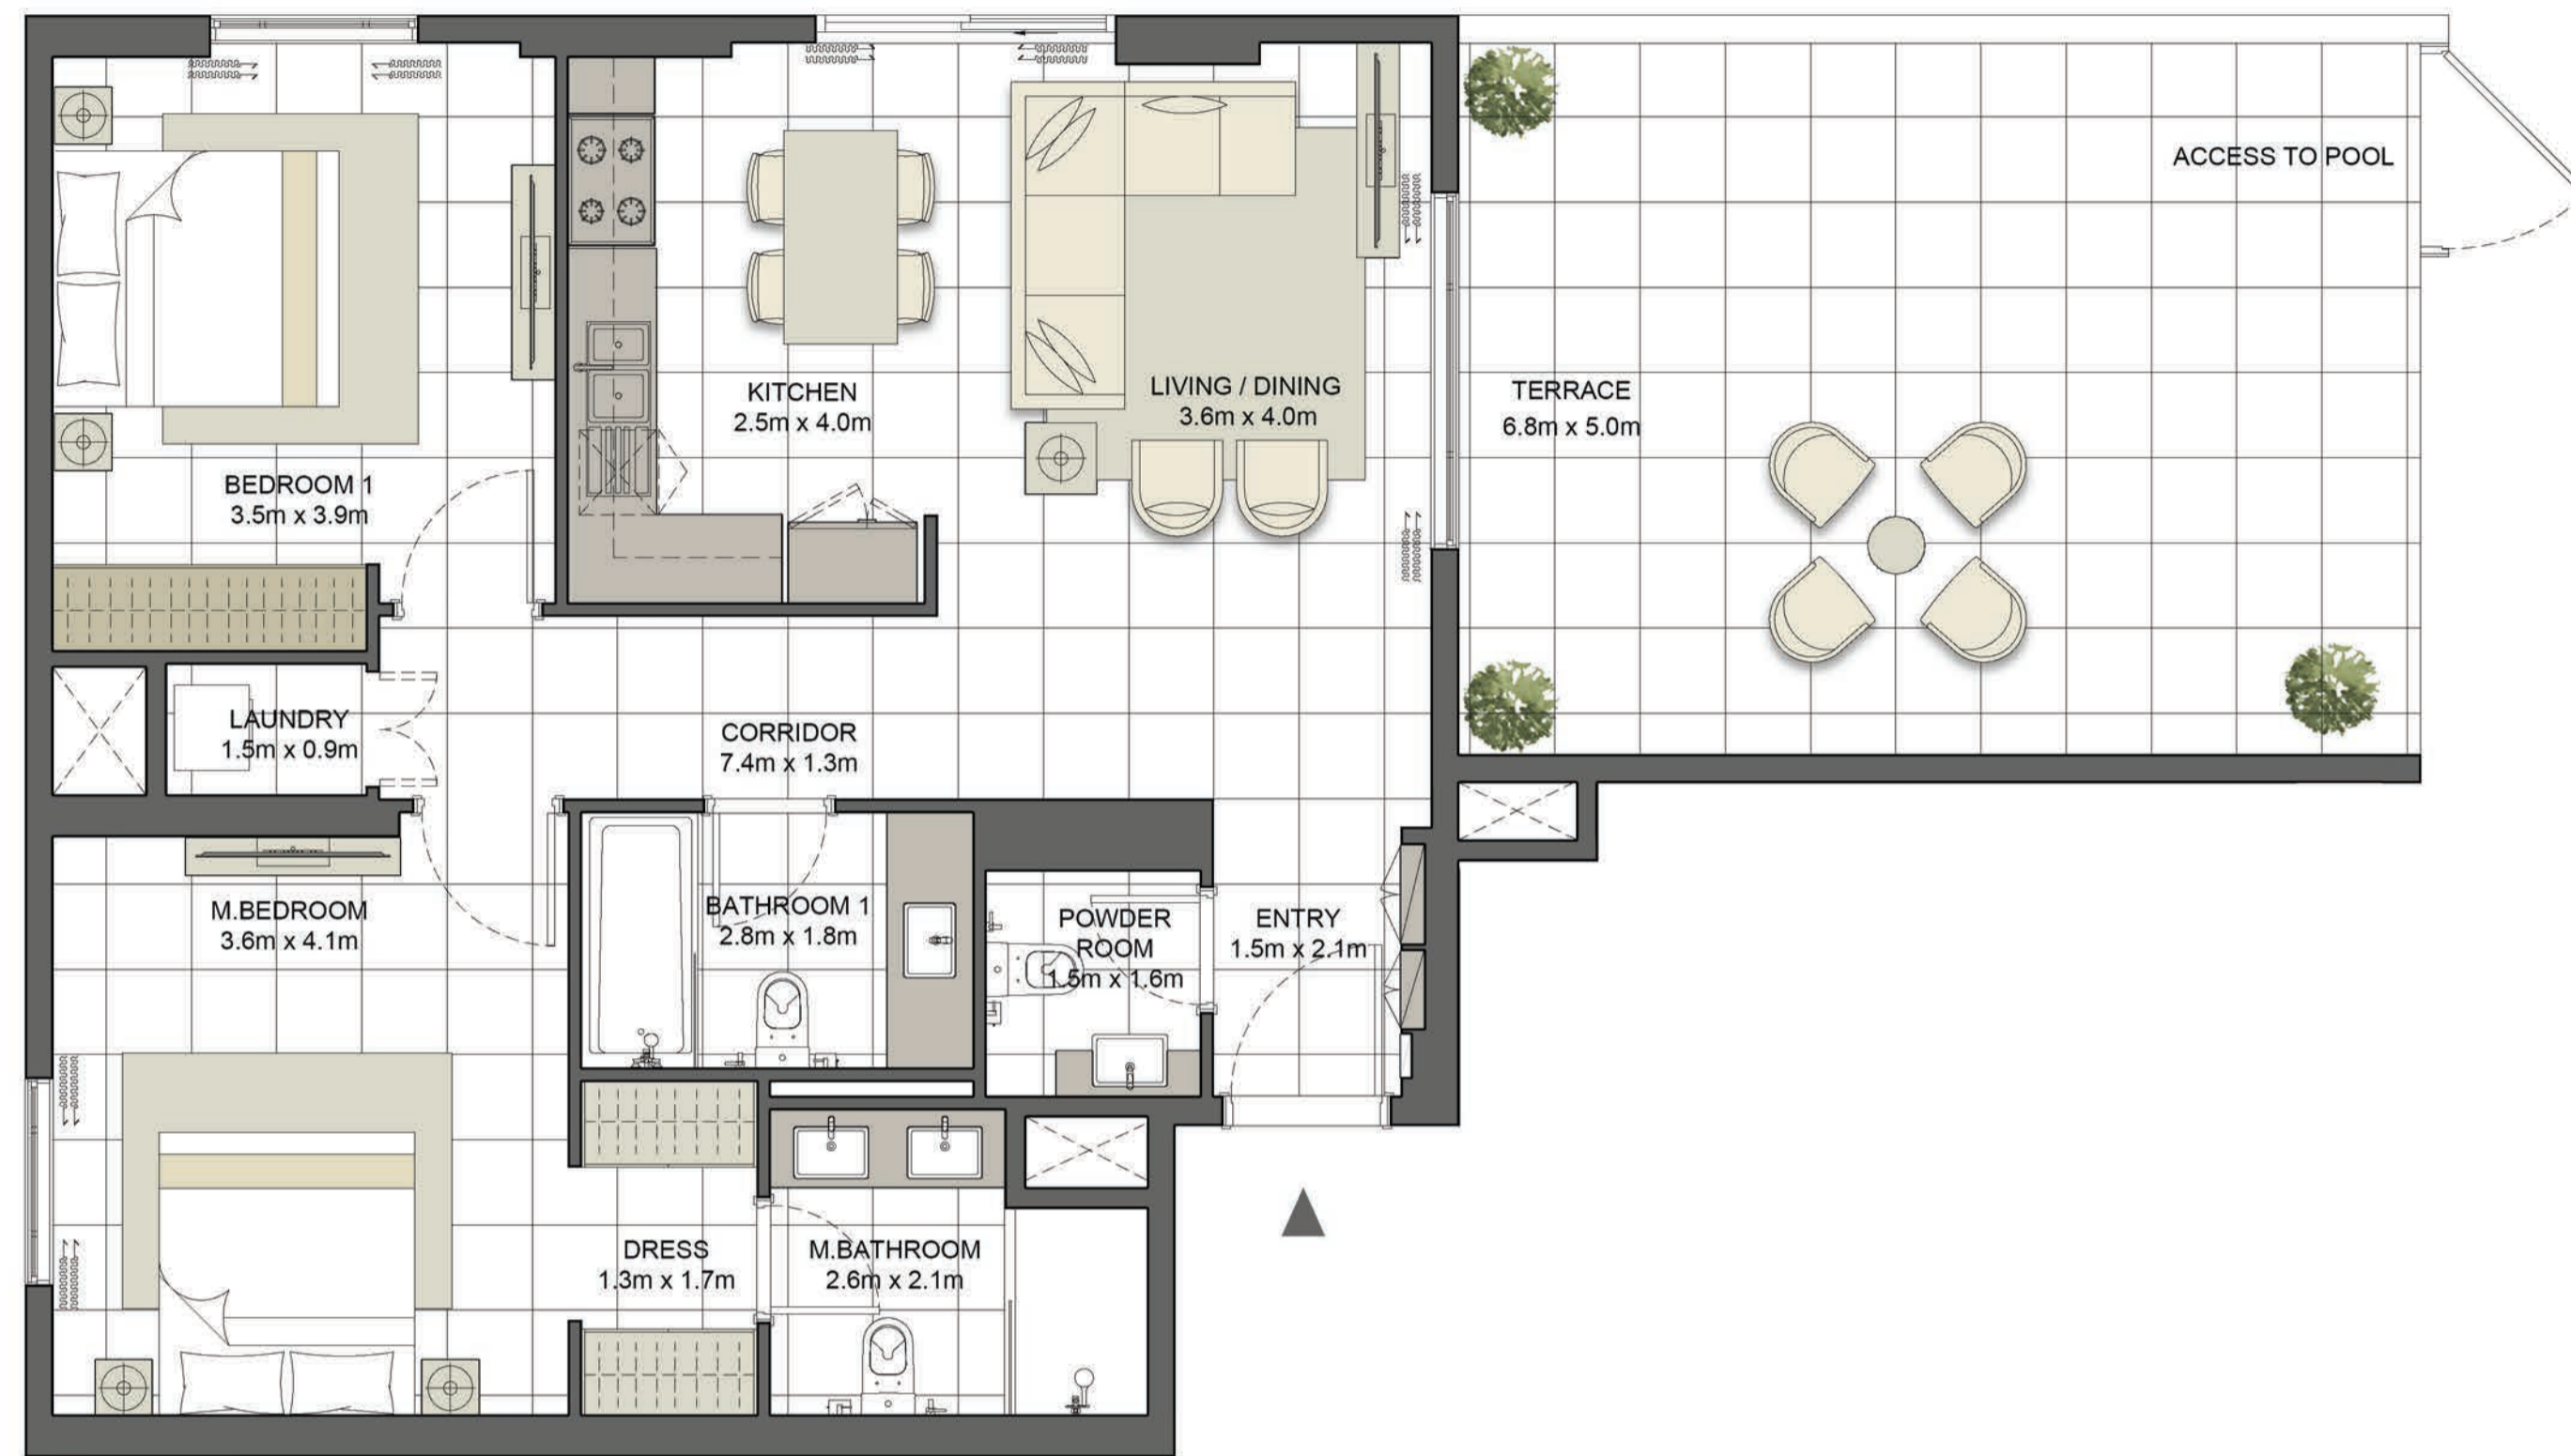 ACCESS TO POOL
KITCHEN
2.5m x 4.0m
LIVING / DINING
3.6m x 4.0m
TERRACE
6.8m x 5.0m
BEDROOM 1
3.5m x 3.9m
LAUNDRY
1.5m x 0.9m
CORRIDOR
7.4m x 1.3m
M.BEDROOM
3.6m x 4.1m
BATHROOM 1
2.8m x 1.8m
POWDER
ROOM
1.5m x 1.6m
ENTRY
1.5m x 2.1m
DRESS
1.3m x 1.7m
M.BATHROOM
2.6m x 2.1m